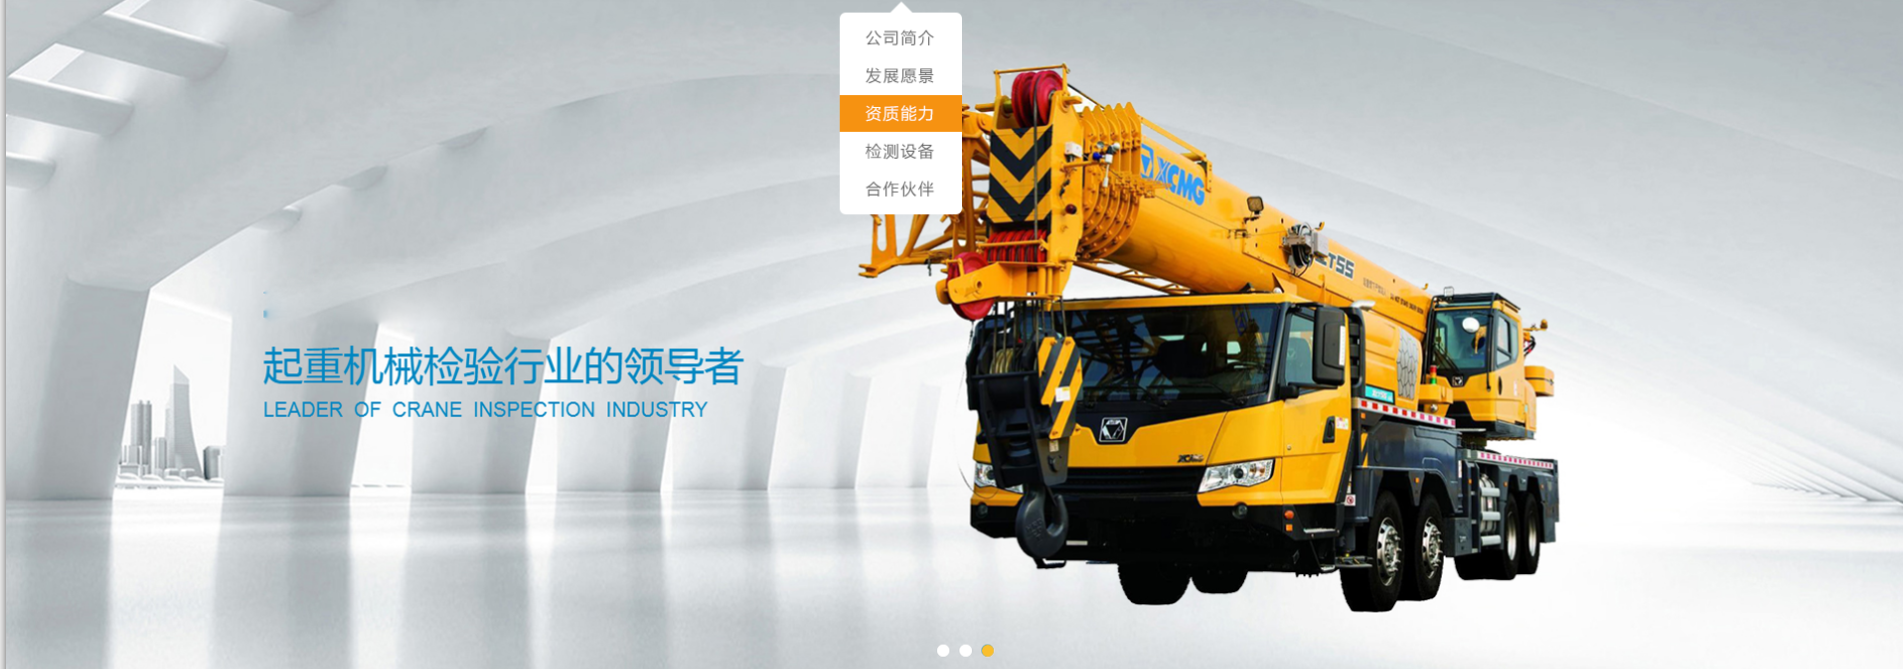 公司简介
发展愿景
资质能力
检测设备
合作伙伴
XCMG
起重机械检验行业的领导者
LEADER OF CRANE INSPECTION INDUSTRY